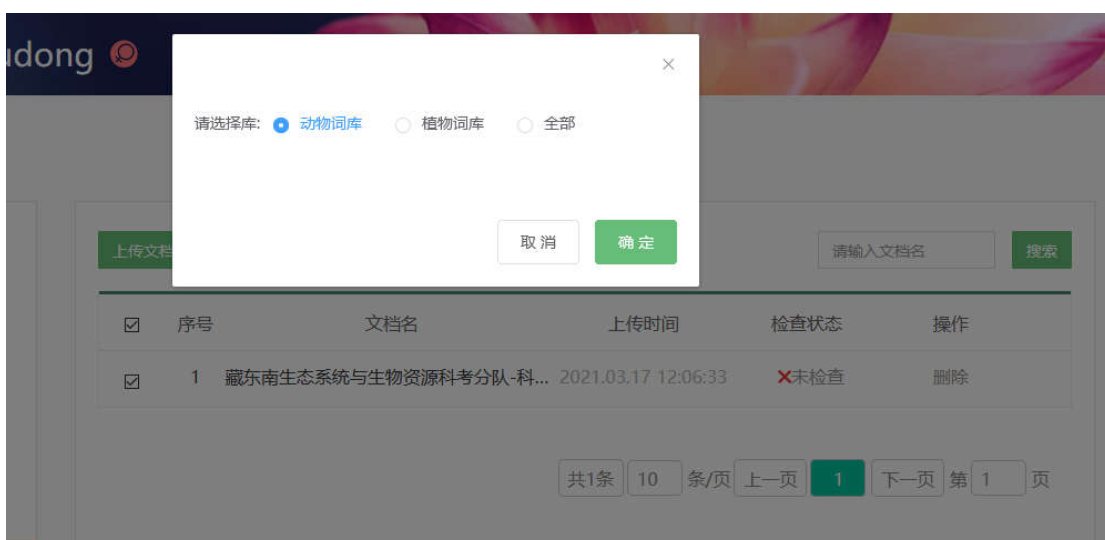 udong
×
请选择库: 动物词库 植物词库 全部
取消 确定
上传文档 请输入文档名 搜索
序号 文档名 上传时间 检查状态 操作
1 藏东南生态系统与生物资源科考分队-科... 2021.03.17 12:06:33 ×未检查 删除
共1条 10 条/页 上一页 1 下一页 第 1 页